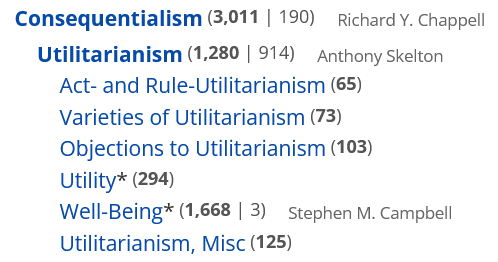 Consequentialism (3,011 | 190) Richard Y. Chappell
Utilitarianism (1,280 | 914) Anthony Skelton
Act- and Rule-Utilitarianism (65)
Varieties of Utilitarianism (73)
Objections to Utilitarianism (103)
Utility* (294)
Well-Being* (1,668 | 3) Stephen M. Campbell
Utilitarianism, Misc (125)